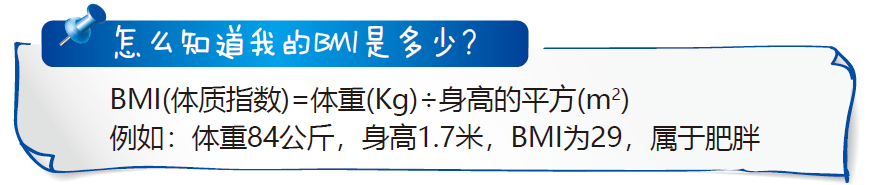 怎么知道我的BMI是多少？
BMI(体质指数)=体重(Kg)÷身高的平方(m²)
例如：体重84公斤，身高1.7米，BMI为29，属于肥胖